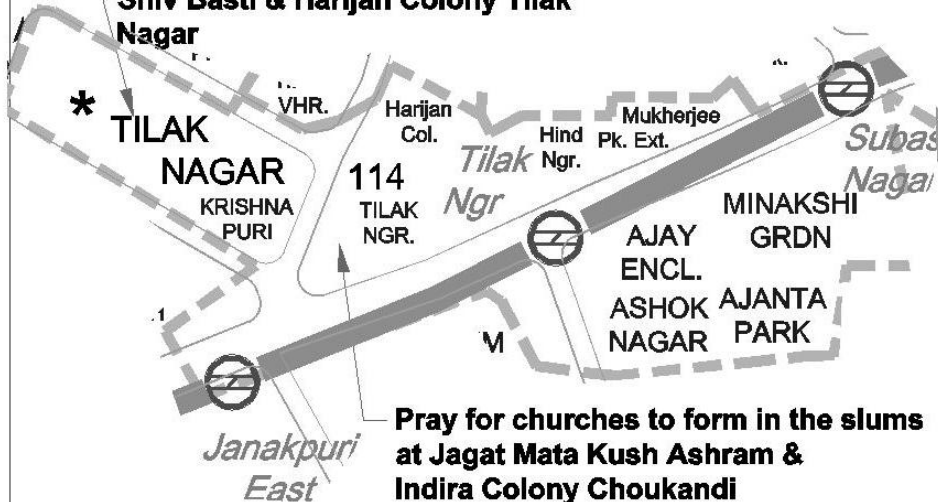 Shiv Basti & Harijan Colony Tilak
Nagar
*
VHR.
TILAK
NAGAR
KRISHNA
PURI
Harijan
Col.
114
TILAK
NGR.
Tilak
Ngr
Hind
Ngr.
Mukherjee
Pk. Ext.
Subas
Nagar
MINAKSHI
GRDN
AJAY
ENCL.
ASHOK
NAGAR
AJANTA
PARK
M
Janakpuri
East
Pray for churches to form in the slums
at Jagat Mata Kush Ashram &
Indira Colony Choukandi